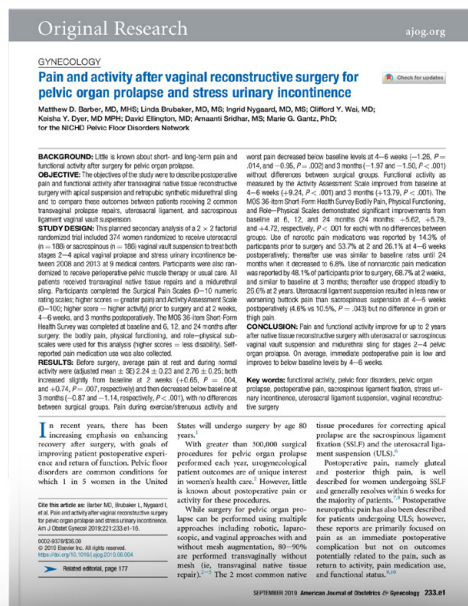 Original Research
ajog.org
GYNECOLOGY
Pain and activity after vaginal reconstructive surgery for
pelvic organ prolapse and stress urinary incontinence
Check for updates
Matthew D. Barber, MD, MHS; Linda Brubaker, MD, MS; Ingrid Nygaard, MD, MS; Clifford Y. Wai, MD;
Keisha Y. Dyer, MD MPH; David Ellington, MD; Amaanti Sridhar, MS; Marie G. Gantz, PhD;
for the NICHD Pelvic Floor Disorders Network
BACKGROUND: Little is known about short- and long-term pain and
functional activity after surgery for pelvic organ prolapse.
OBJECTIVE: The objectives of the study were to describe postoperative
pain and functional activity after transvaginal native tissue reconstructive
surgery with apical suspension and retropubic synthetic midurethral sling
and to compare these outcomes between patients receiving 2 common
transvaginal prolapse repairs, uterosacral ligament, and sacrospinous
ligament vaginal vault suspension.
STUDY DESIGN: This planned secondary analysis of a 2 × 2 factorial
randomized trial included 374 women randomized to receive uterosacral
(n = 188) or sacrospinous (n = 186) vaginal vault suspension to treat both
stages 2–4 apical vaginal prolapse and stress urinary incontinence be-
tween 2008 and 2013 at 9 medical centers. Participants were also ran-
domized to receive perioperative pelvic muscle therapy or usual care. All
patients received transvaginal native tissue repairs and a midurethral
sling. Participants completed the Surgical Pain Scales (0–10 numeric
rating scales; higher scores = greater pain) and Activity Assessment Scale
(0–100; higher score = higher activity) prior to surgery and at 2 weeks,
4–6 weeks, and 3 months postoperatively. The MOS 36-item Short-Form
Health Survey was completed at baseline and 6, 12, and 24 months after
surgery; the bodily pain, physical functioning, and role–physical sub-
scales were used for this analysis (higher scores = less disability). Self-
reported pain medication use was also collected.
RESULTS: Before surgery, average pain at rest and during normal
activity were (adjusted mean ± SE) 2.24 ± 0.23 and 2.76 ± 0.25; both
increased slightly from baseline at 2 weeks (+0.65, P = .004,
and +0.74, P = .007, respectively) and then decreased below baseline at
3 months (−0.87 and −1.14, respectively, P < .001), with no differences
between surgical groups. Pain during exercise/strenuous activity and
worst pain decreased below baseline levels at 4–6 weeks (−1.26, P =
.014, and −0.95, P = .002) and 3 months (−1.97 and −1.50, P < .001)
without differences between surgical groups. Functional activity as
measured by the Activity Assessment Scale improved from baseline at
4–6 weeks (+9.24, P < .001) and 3 months (+13.79, P < .001). The
MOS 36-item Short-Form Health Survey Bodily Pain, Physical Functioning,
and Role–Physical Scales demonstrated significant improvements from
baseline at 6, 12, and 24 months (24 months: +5.62, +5.79,
and +4.72, respectively, P < .001 for each) with no differences between
groups. Use of narcotic pain medications was reported by 14.3% of
participants prior to surgery and 53.7% at 2 and 26.1% at 4–6 weeks
postoperatively; thereafter use was similar to baseline rates until 24
months when it decreased to 6.8%. Use of nonnarcotic pain medication
was reported by 48.1% of participants prior to surgery, 68.7% at 2 weeks,
and similar to baseline at 3 months; thereafter use dropped steadily to
26.6% at 2 years. Uterosacral ligament suspension resulted in less new or
worsening buttock pain than sacrospinous suspension at 4–6 weeks
postoperatively (4.6% vs 10.5%, P = .043) but no difference in groin or
thigh pain.
CONCLUSION: Pain and functional activity improve for up to 2 years
after native tissue reconstructive surgery with uterosacral or sacrospinous
vaginal vault suspension and midurethral sling for stages 2–4 pelvic
organ prolapse. On average, immediate postoperative pain is low and
improves to below baseline levels by 4–6 weeks.
Key words: functional activity, pelvic floor disorders, pelvic organ
prolapse, postoperative pain, sacrospinous ligament fixation, stress uri-
nary incontinence, uterosacral ligament suspension, vaginal reconstruc-
tive surgery
In recent years, there has been
increasing emphasis on enhancing
recovery after surgery, with goals of
improving patient postoperative experi-
ence and return of function. Pelvic floor
disorders are common conditions for
which 1 in 5 women in the United
Cite this article as: Barber MD, Brubaker L, Nygaard I,
et al. Pain and activity after vaginal reconstructive surgery
for pelvic organ prolapse and stress urinary incontinence.
Am J Obstet Gynecol 2019;221:233.e1-16.
0002-9378/$36.00
© 2019 Elsevier Inc. All rights reserved.
https://doi.org/10.1016/j.ajog.2019.06.004
Related editorial, page 177
States will undergo surgery by age 80
years.1
With greater than 300,000 surgical
procedures for pelvic organ prolapse
performed each year, urogynecological
patient outcomes are of unique interest
in women's health care.2 However, little
is known about postoperative pain or
activity for these procedures.
While surgery for pelvic organ pro-
lapse can be performed using multiple
approaches including robotic, laparo-
scopic, and vaginal approaches with and
without mesh augmentation, 80–90%
are performed transvaginally without
mesh (ie, transvaginal native tissue
repair).3–5 The 2 most common native
tissue procedures for correcting apical
prolapse are the sacrospinous ligament
fixation (SSLF) and the uterosacral liga-
ment suspension (ULS).6
Postoperative pain, namely gluteal
and posterior thigh pain, is well
described for women undergoing SSLF
and generally resolves within 6 weeks for
the majority of patients.7,8 Postoperative
neuropathic pain has also been described
for patients undergoing ULS; however,
these reports are primarily focused on
pain as an immediate postoperative
complication but not on outcomes
potentially related to the pain, such as
return to activity, pain medication use,
and functional status.9,10
SEPTEMBER 2019 American Journal of Obstetrics & Gynecology 233.e1